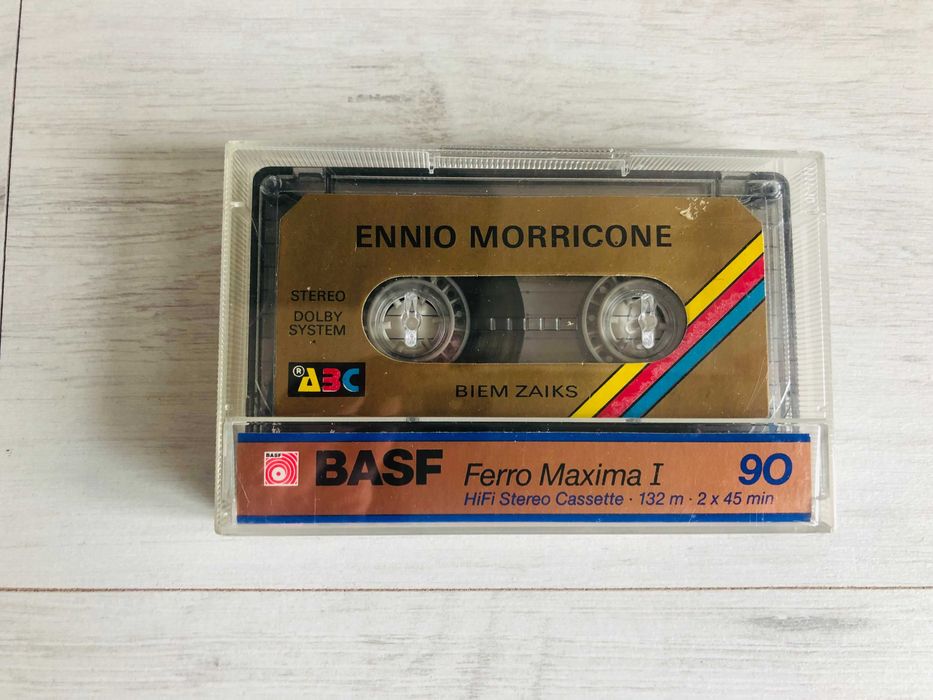 ENNIO MORRICONE
STEREO
DOLBY
SYSTEM
® ABC
BIEM ZAIKS
BASF
BASF Ferro Maxima I 90
HiFi Stereo Cassette · 132 m · 2 x 45 min